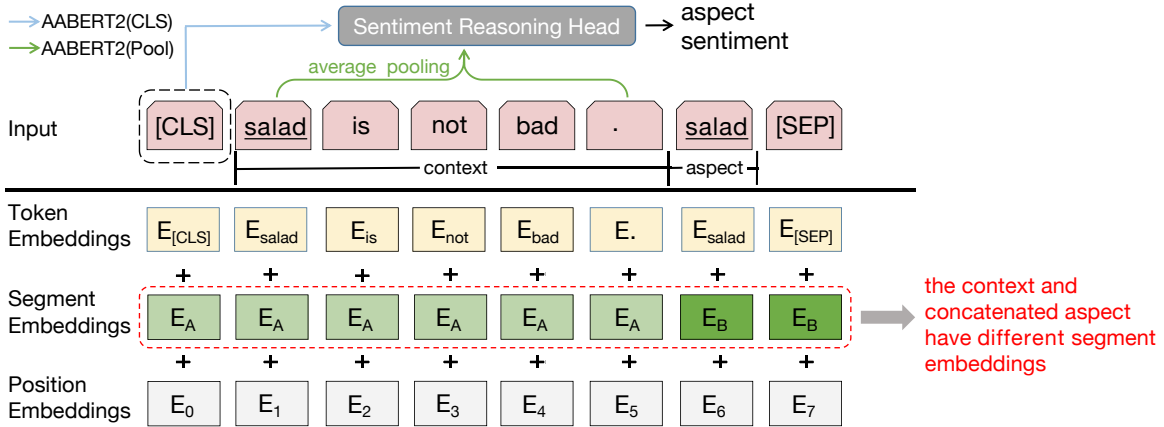 AABERT2(CLS)
AABERT2(Pool)
Sentiment Reasoning Head
aspect
sentiment
average pooling
Input
[CLS] salad is not bad . salad [SEP]
context aspect
Token
Embeddings
E[CLS] Esalad Eis Enot Ebad E. Esalad E[SEP]
+ + + + + + + +
Segment
Embeddings
EA EA EA EA EA EA EB EB
the context and
concatenated aspect
have different segment
embeddings
+ + + + + + + +
Position
Embeddings
E0 E1 E2 E3 E4 E5 E6 E7